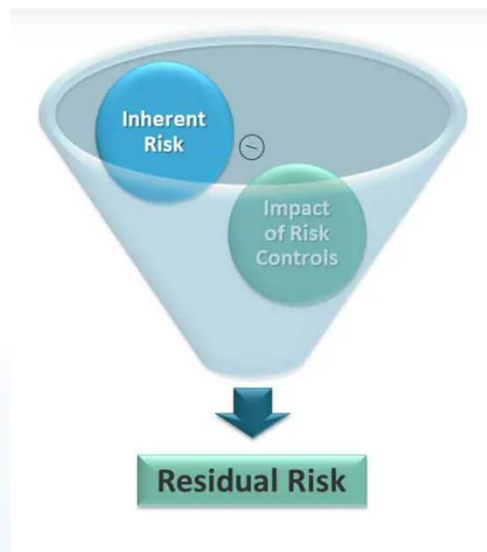 Inherent
Risk
−
Impact
of Risk
Controls
Residual Risk